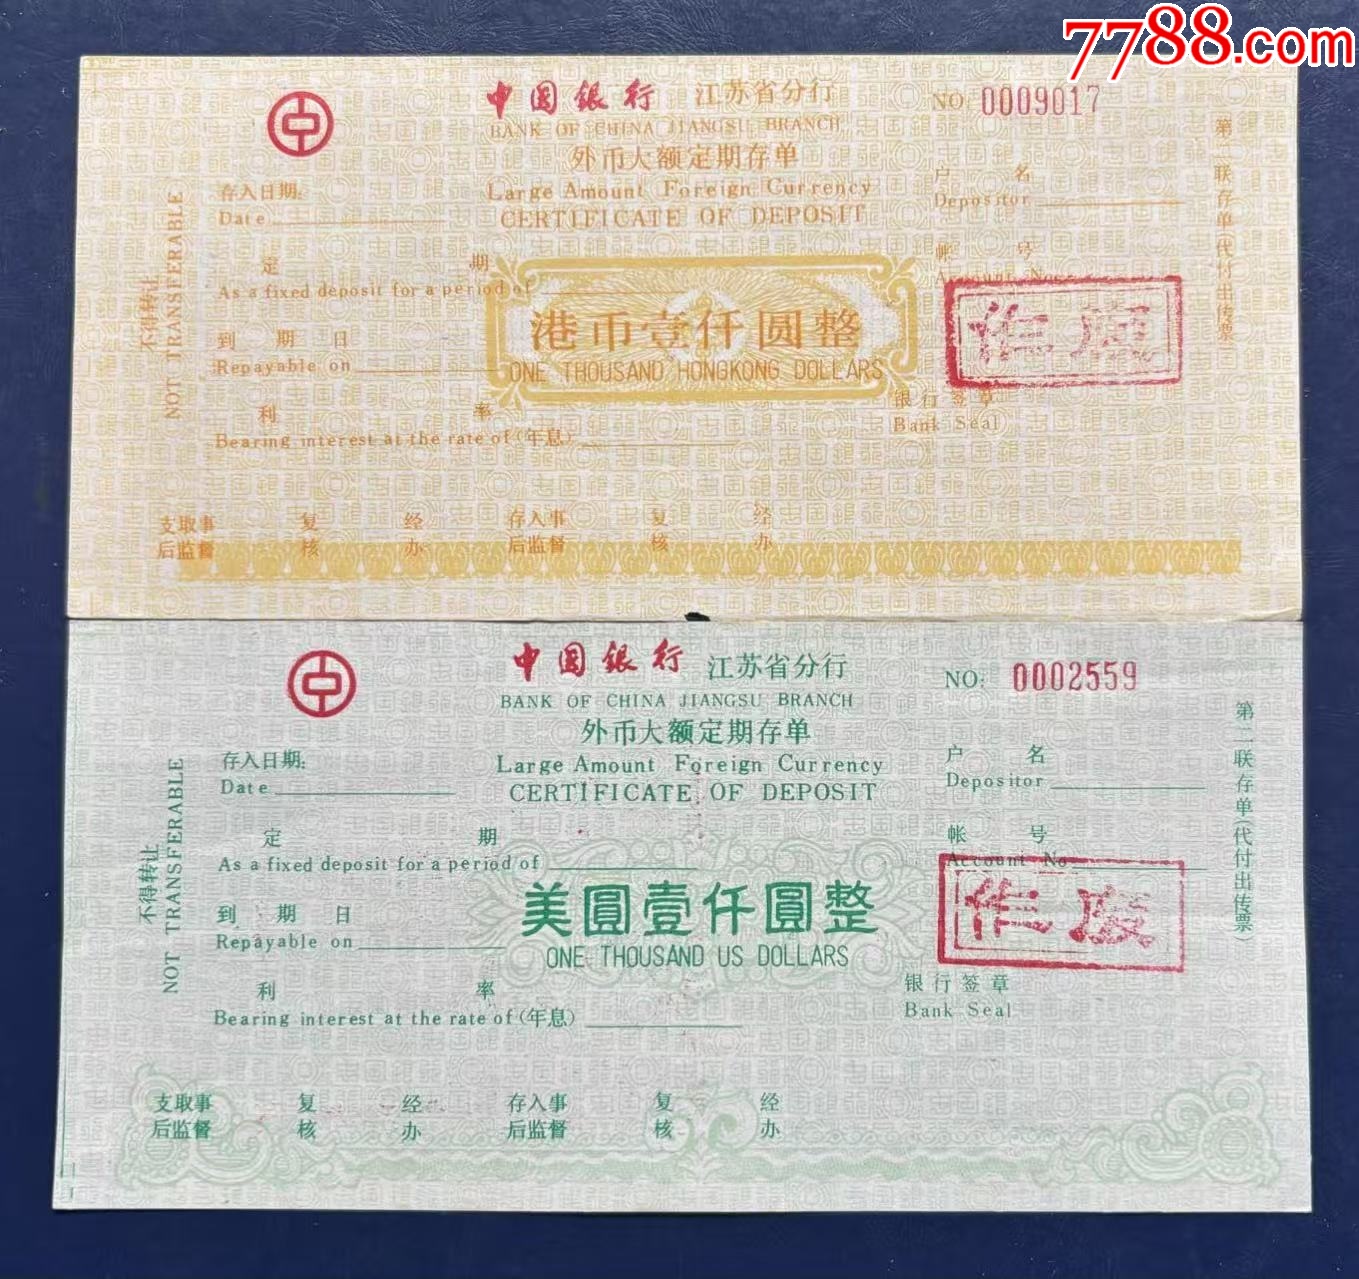 7788.com
中国银行 江苏省分行
NO: 0009017
BANK OF CHINA JIANGSU BRANCH
外币大额定期存单
Large Amount Foreign Currency
CERTIFICATE OF DEPOSIT
存入日期:
Date
户 名
Depositor
定 期
As a fixed deposit for a period of
帐 号
Account No
港币壹仟圆整
ONE THOUSAND HONGKONG DOLLARS
作废
到 期 日
Repayable on
利 率
Bearing interest at the rate of (年息)
银行签章
Bank Seal
不得转让
NOT TRANSFERABLE
第二联存单(代付出传票)
支取事 复 经 存入事 复 经
后监督 核 办 后监督 核 办
中国银行 江苏省分行
NO: 0002559
BANK OF CHINA JIANGSU BRANCH
外币大额定期存单
Large Amount Foreign Currency
CERTIFICATE OF DEPOSIT
存入日期:
Date
户 名
Depositor
定 期
As a fixed deposit for a period of
帐 号
Account No
美圆壹仟圆整
ONE THOUSAND US DOLLARS
作废
到 期 日
Repayable on
利 率
Bearing interest at the rate of (年息)
银行签章
Bank Seal
不得转让
NOT TRANSFERABLE
第二联存单(代付出传票)
支取事 复 经 存入事 复 经
后监督 核 办 后监督 核 办